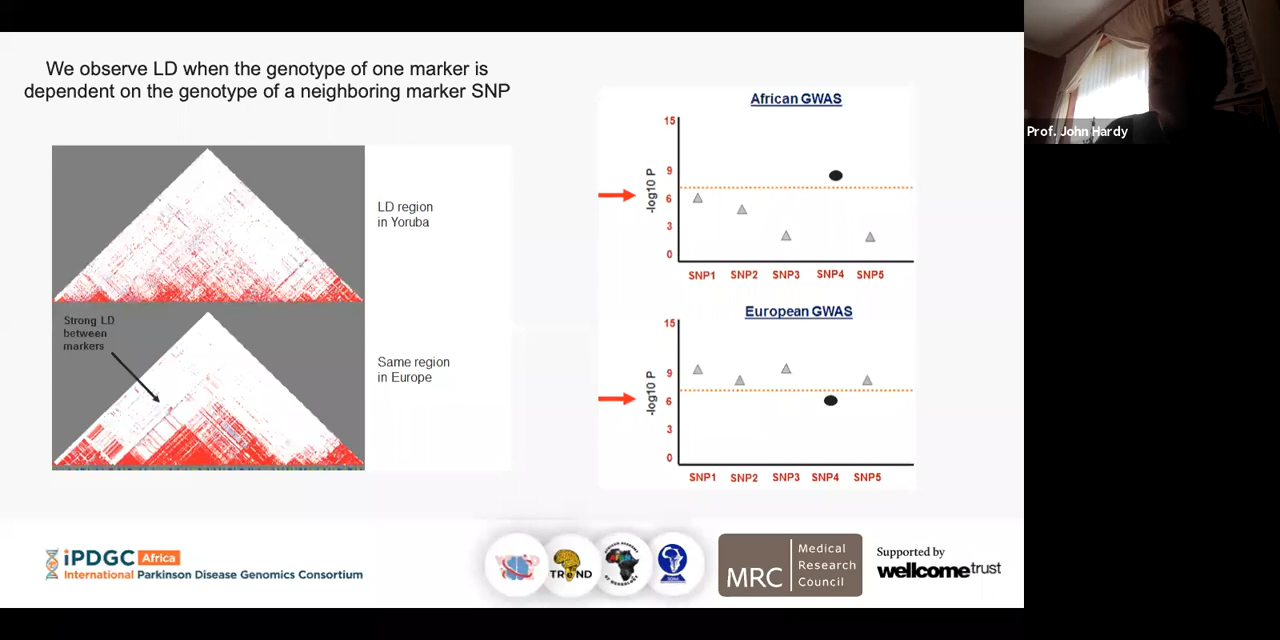 We observe LD when the genotype of one marker is
dependent on the genotype of a neighboring marker SNP
LD region
in Yoruba
Strong LD
between
markers
Same region
in Europe
African GWAS
15
9
6
3
0
-log10 P
SNP1 SNP2 SNP3 SNP4 SNP5
European GWAS
15
9
6
3
0
-log10 P
SNP1 SNP2 SNP3 SNP4 SNP5
iPDGC Africa
International Parkinson Disease Genomics Consortium
TREND
MRC
Medical
Research
Council
Supported by
wellcometrust
Prof. John Hardy